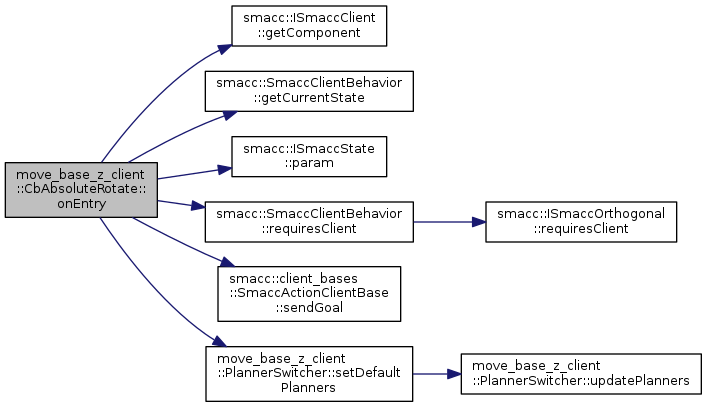 smacc::ISmaccClient
::getComponent
smacc::SmaccClientBehavior
::getCurrentState
smacc::ISmaccState
::param
move_base_z_client
::CbAbsoluteRotate::
onEntry
smacc::SmaccClientBehavior
::requiresClient
smacc::ISmaccOrthogonal
::requiresClient
smacc::client_bases
::SmaccActionClientBase
::sendGoal
move_base_z_client
::PlannerSwitcher::setDefault
Planners
move_base_z_client
::PlannerSwitcher::updatePlanners